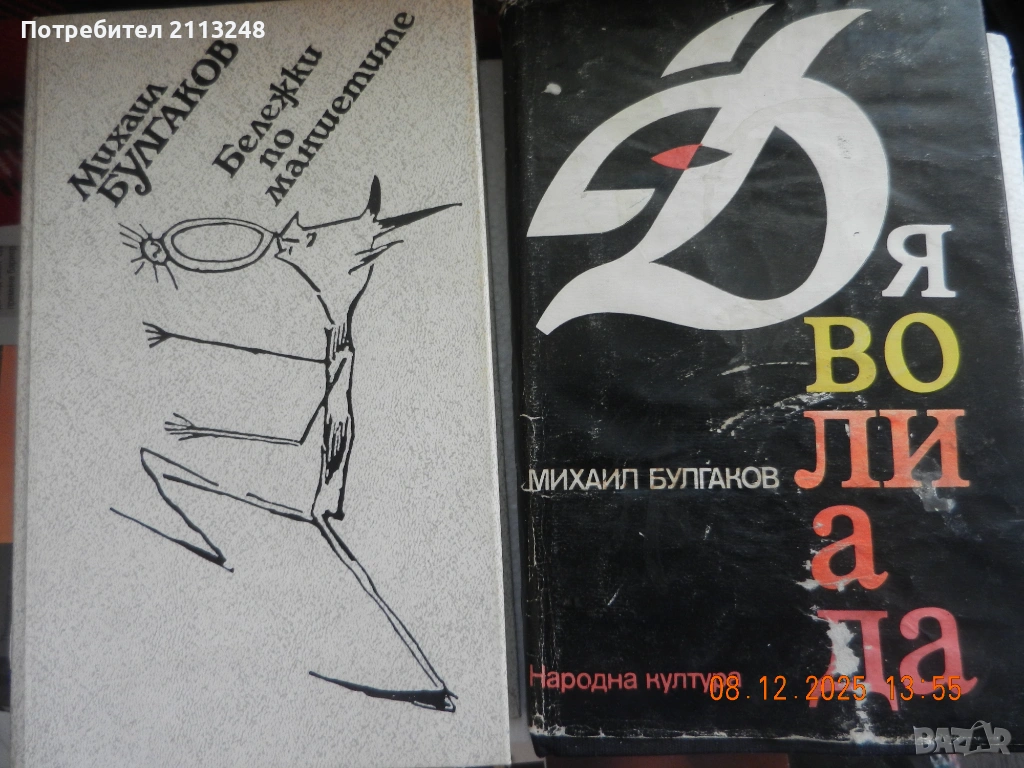 Потребител 2113248
Михаил
БУЛГАКОВ
Бележки
по
маншетите
Дя
во
ли
а
да
МИХАИЛ БУЛГАКОВ
Народна култура
08.12.2025 13:55
BAZAR